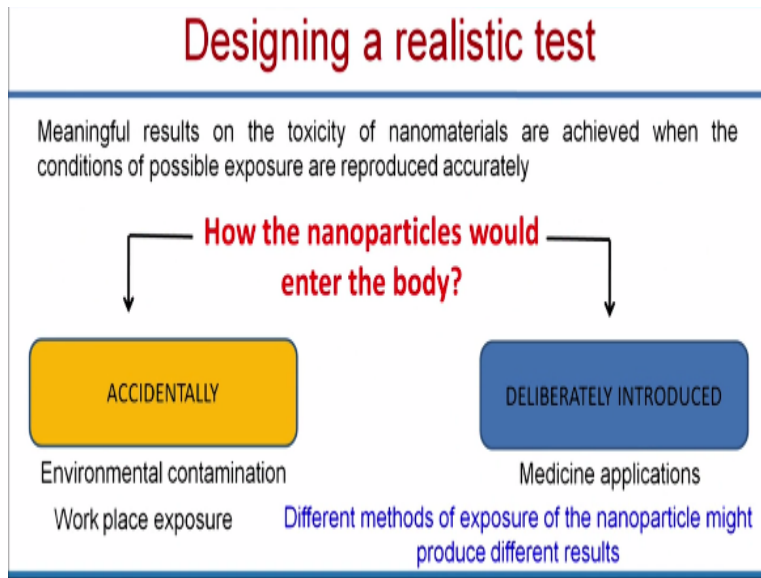 Designing a realistic test
Meaningful results on the toxicity of nanomaterials are achieved when the
conditions of possible exposure are reproduced accurately
How the nanoparticles would
enter the body?
ACCIDENTALLY
DELIBERATELY INTRODUCED
Environmental contamination
Medicine applications
Work place exposure
Different methods of exposure of the nanoparticle might
produce different results